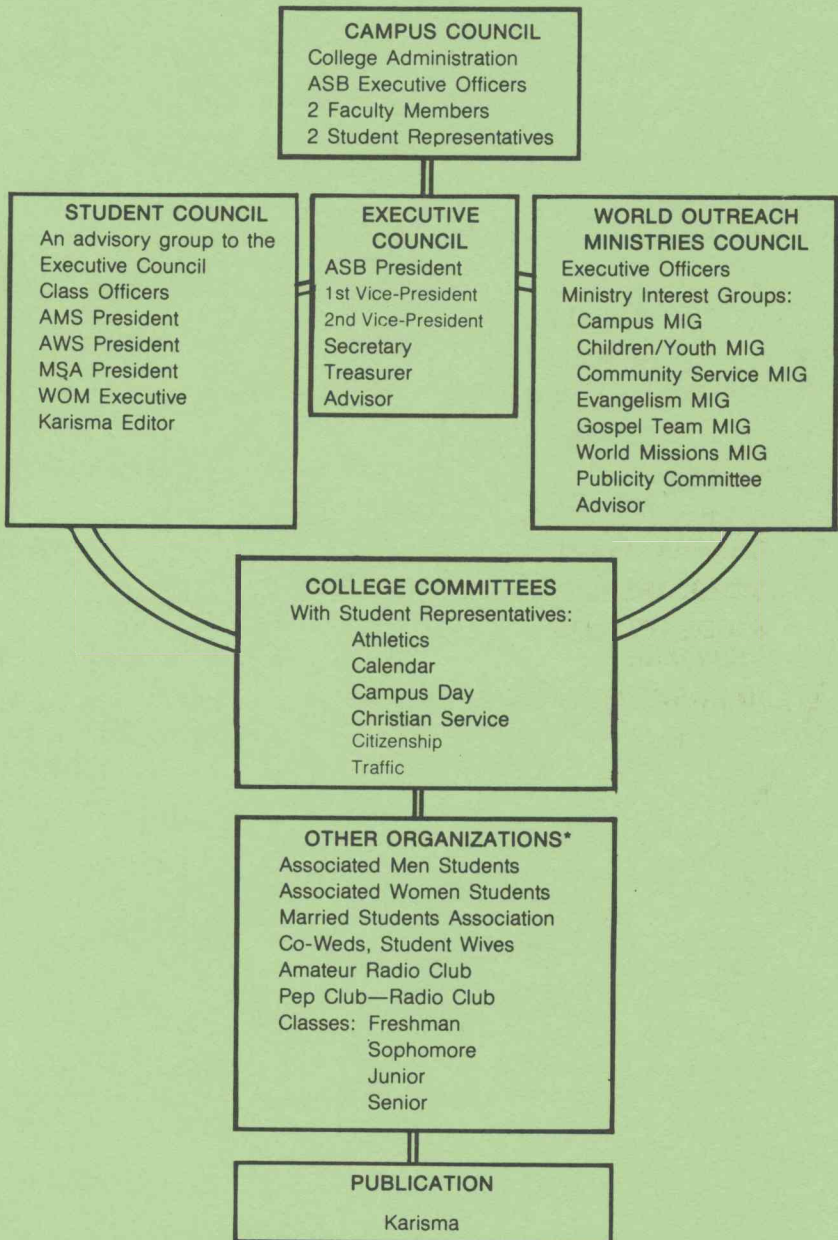 CAMPUS COUNCIL
College Administration
ASB Executive Officers
2 Faculty Members
2 Student Representatives
STUDENT COUNCIL
An advisory group to the
Executive Council
Class Officers
AMS President
AWS President
MSA President
WOM Executive
Karisma Editor
EXECUTIVE
COUNCIL
ASB President
1st Vice-President
2nd Vice-President
Secretary
Treasurer
Advisor
WORLD OUTREACH
MINISTRIES COUNCIL
Executive Officers
Ministry Interest Groups:
Campus MIG
Children/Youth MIG
Community Service MIG
Evangelism MIG
Gospel Team MIG
World Missions MIG
Publicity Committee
Advisor
COLLEGE COMMITTEES
With Student Representatives:
Athletics
Calendar
Campus Day
Christian Service
Citizenship
Traffic
OTHER ORGANIZATIONS*
Associated Men Students
Associated Women Students
Married Students Association
Co-Weds, Student Wives
Amateur Radio Club
Pep Club—Radio Club
Classes: Freshman
Sophomore
Junior
Senior
PUBLICATION
Karisma